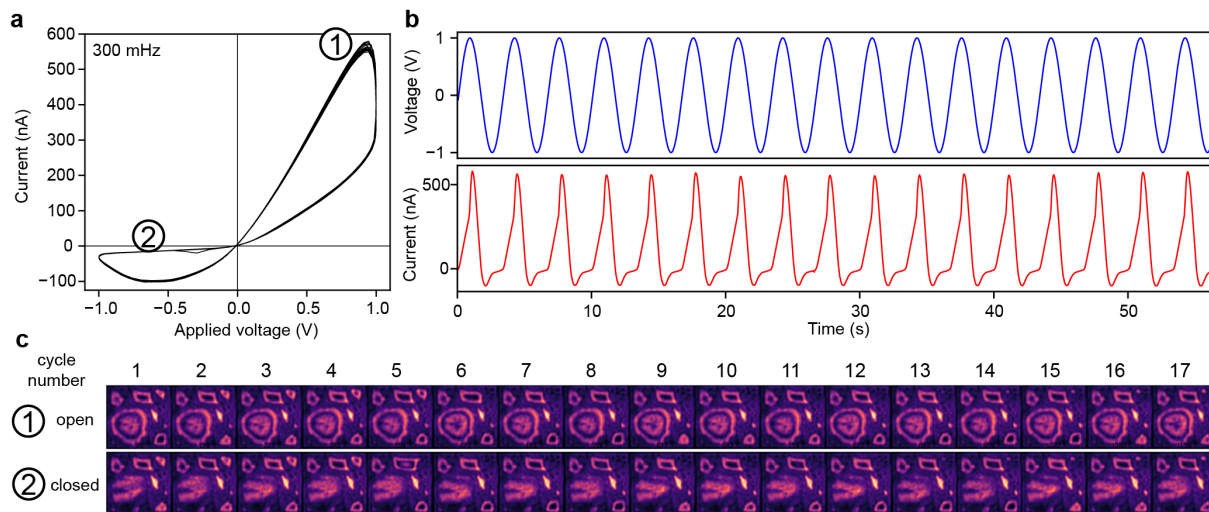 a
600
500
400
300
200
100
0
−100
300 mHz
1
2
Current (nA)
−1.0 −0.5 0.0 0.5 1.0
Applied voltage (V)
b
1
0
−1
Voltage (V)
500
0
Current (nA)
0 10 20 30 40 50
Time (s)
c
cycle
number
1 2 3 4 5 6 7 8 9 10 11 12 13 14 15 16 17
1 open
2 closed